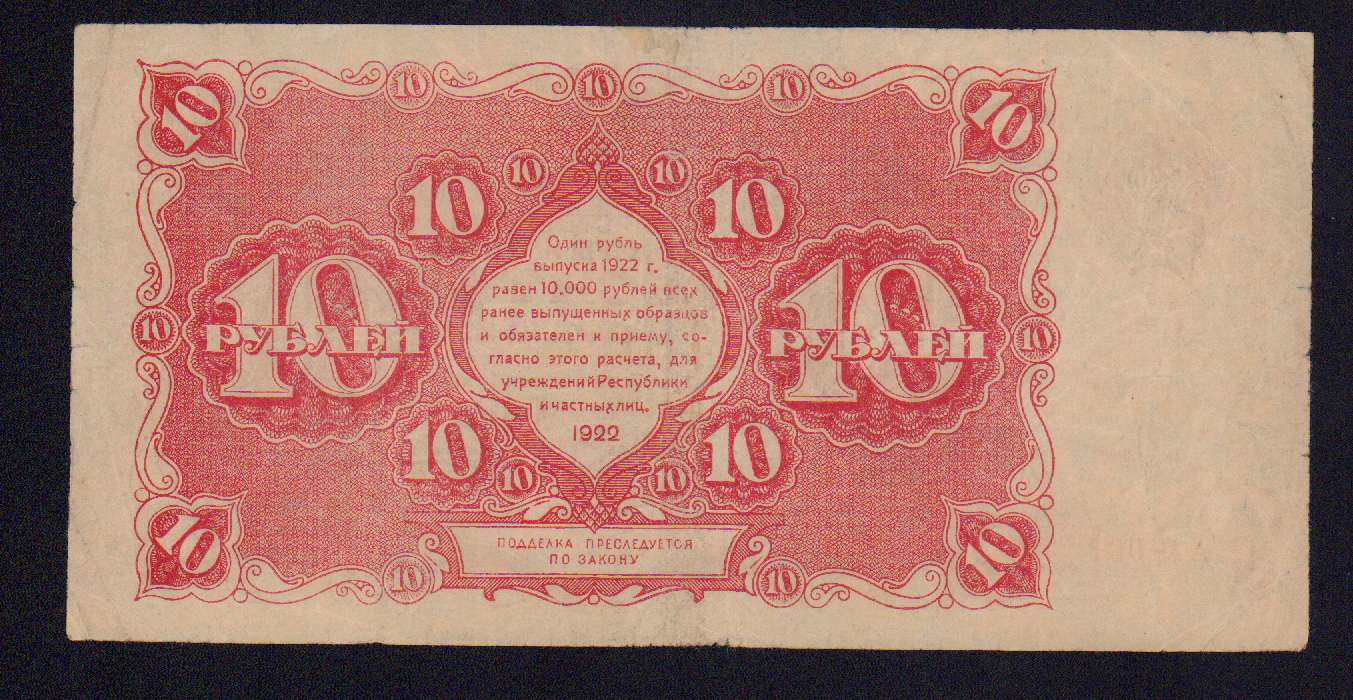 10 10 10 10 10
10 10 10 10
Один рубль
выпуска 1922 г.
равен 10.000 рублей всех
ранее выпущенных образцов
и обязателен к приему, со-
гласно этого расчета, для
учреждений Республики
и частных лиц.
1922
10 РУБЛЕЙ
10 РУБЛЕЙ
10 10
10 10 10 10
ПОДДЕЛКА ПРЕСЛЕДУЕТСЯ
ПО ЗАКОНУ
10 10 10 10